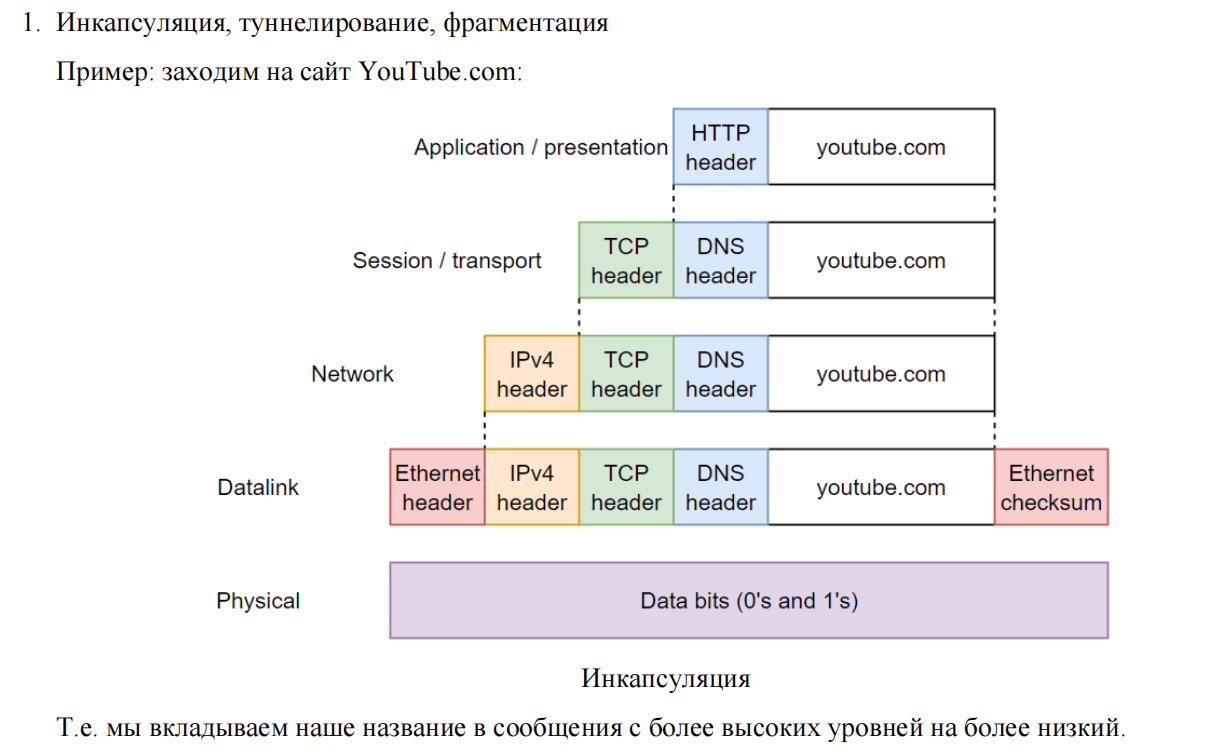 1. Инкапсуляция, туннелирование, фрагментация
Пример: заходим на сайт YouTube.com:
Application / presentation HTTP header youtube.com
Session / transport TCP header DNS header youtube.com
Network IPv4 header TCP header DNS header youtube.com
Datalink Ethernet header IPv4 header TCP header DNS header youtube.com Ethernet checksum
Physical Data bits (0's and 1's)
Инкапсуляция
Т.е. мы вкладываем наше название в сообщения с более высоких уровней на более низкий.